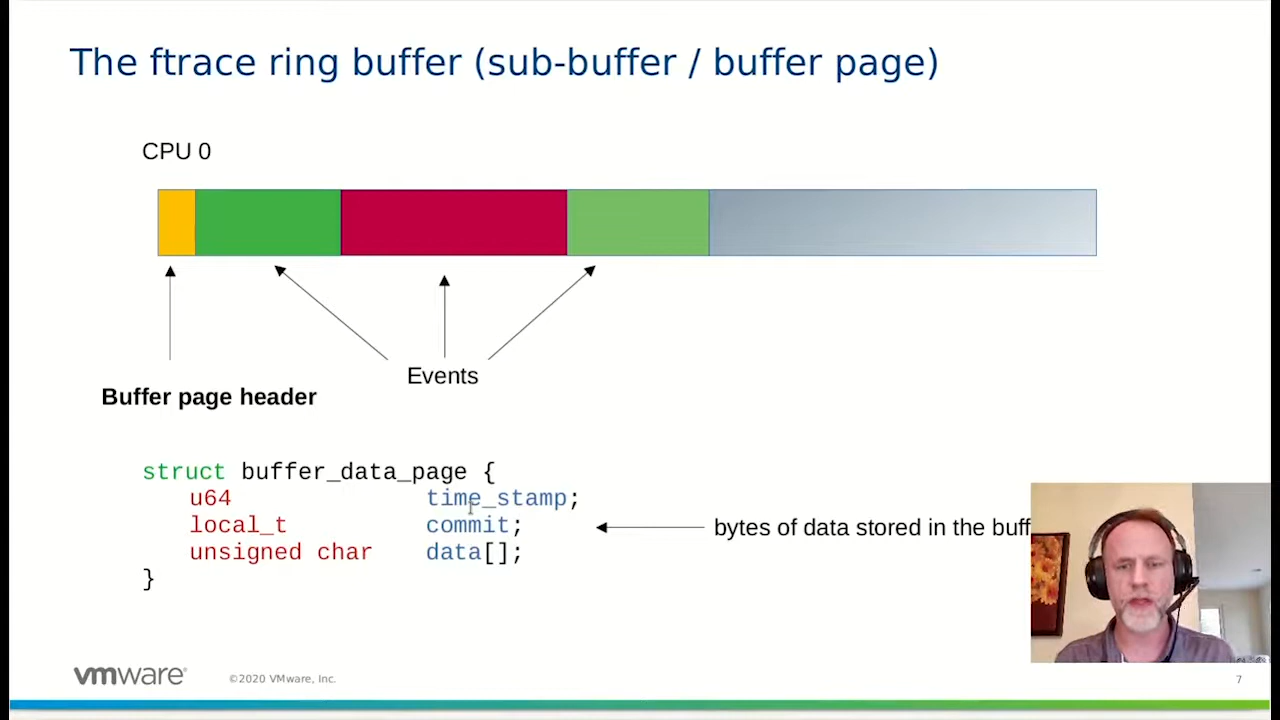 The ftrace ring buffer (sub-buffer / buffer page)
CPU 0
Events
Buffer page header
struct buffer_data_page {
u64 time_stamp;
local_t commit;
bytes of data stored in the
unsigned char data[];
}
vmware®
©2020 VMware, Inc.
7